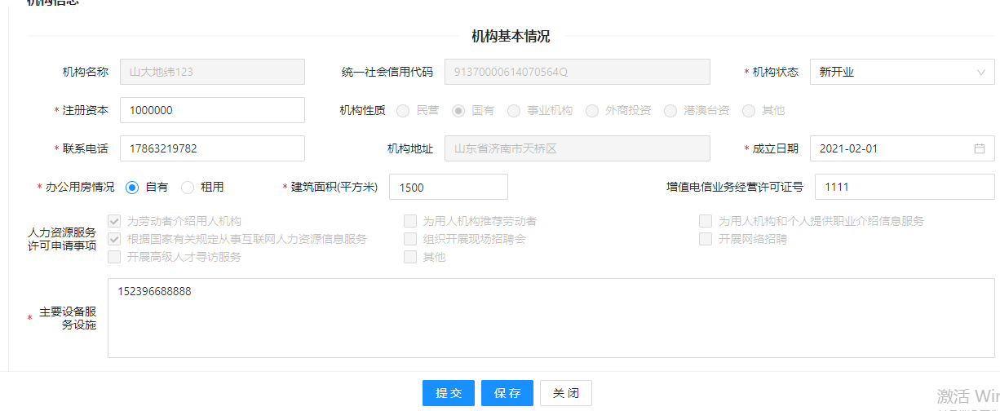 机构信息
机构基本情况
机构名称 山大地纬123 统一社会信用代码 91370000614070564Q * 机构状态 新开业
* 注册资本 1000000 机构性质 民营 国有 事业机构 外商投资 港澳台资 其他
* 联系电话 17863219782 机构地址 山东省济南市天桥区 * 成立日期 2021-02-01
* 办公用房情况 自有 租用 * 建筑面积(平方米) 1500 增值电信业务经营许可证号 1111
人力资源服务
许可申请事项
为劳动者介绍用人机构 为用人机构推荐劳动者 为用人机构和个人提供职业介绍信息服务
根据国家有关规定从事互联网人力资源信息服务 组织开展现场招聘会 开展网络招聘
开展高级人才寻访服务 其他
* 主要设备服
务设施
152396688888
提 交 保 存 关 闭
激活 Win